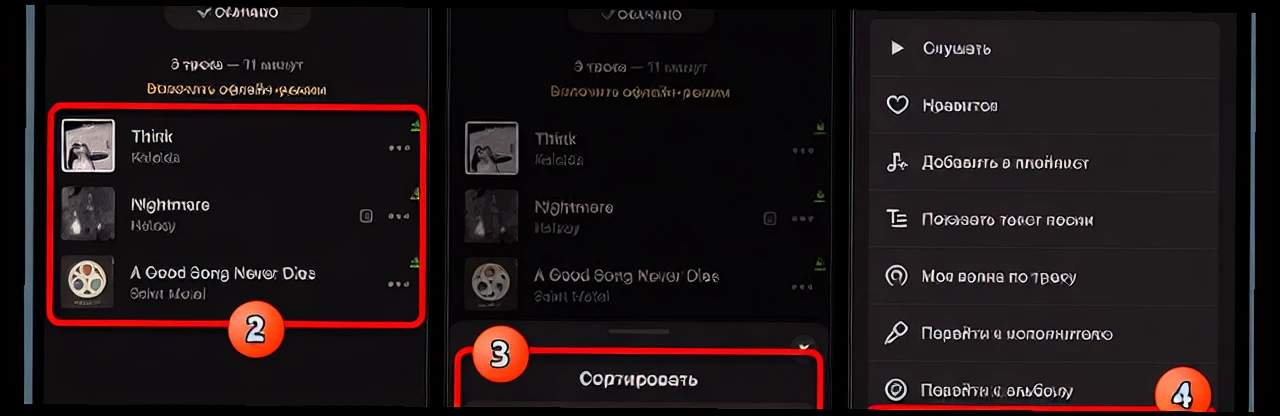 ✓ Скачано
3 трека — 11 минут
Включить офлайн-режим
Think
Kaleida
Nightmare
Halsey
A Good Song Never Dies
Saint Motel
2
✓ Скачано
3 трека — 11 минут
Включить офлайн-режим
Think
Kaleida
Nightmare
Halsey
A Good Song Never Dies
Saint Motel
3
Сортировать
Слушать
Нравится
Добавить в плейлист
Показать текст песни
Моя волна по треку
Перейти к исполнителю
Перейти к альбому
4